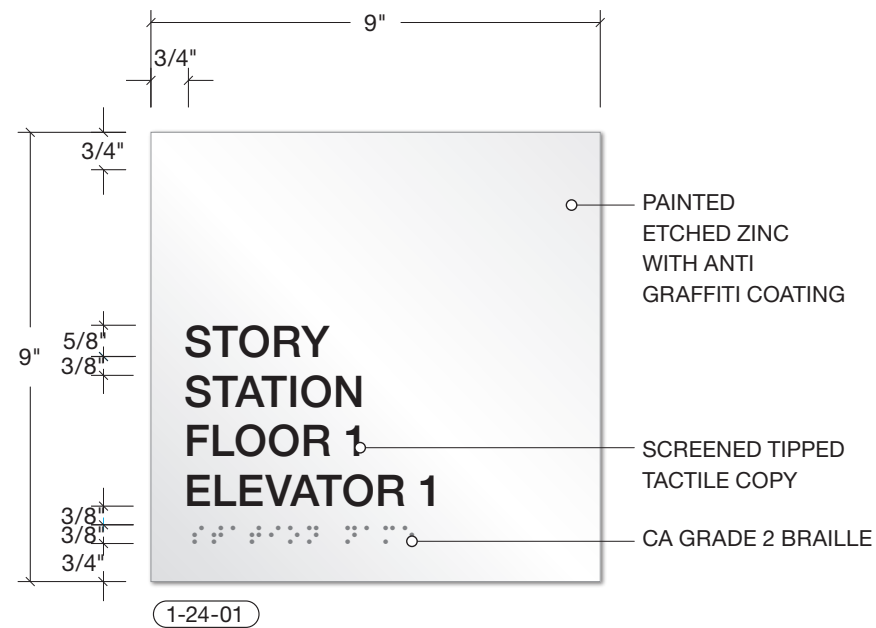 9"
3/4"
3/4"
9"
5/8"
3/8"
3/8"
3/8"
3/4"
STORY
STATION
FLOOR 1
ELEVATOR 1
PAINTED
ETCHED ZINC
WITH ANTI
GRAFFITI COATING
SCREENED TIPPED
TACTILE COPY
CA GRADE 2 BRAILLE
1-24-01